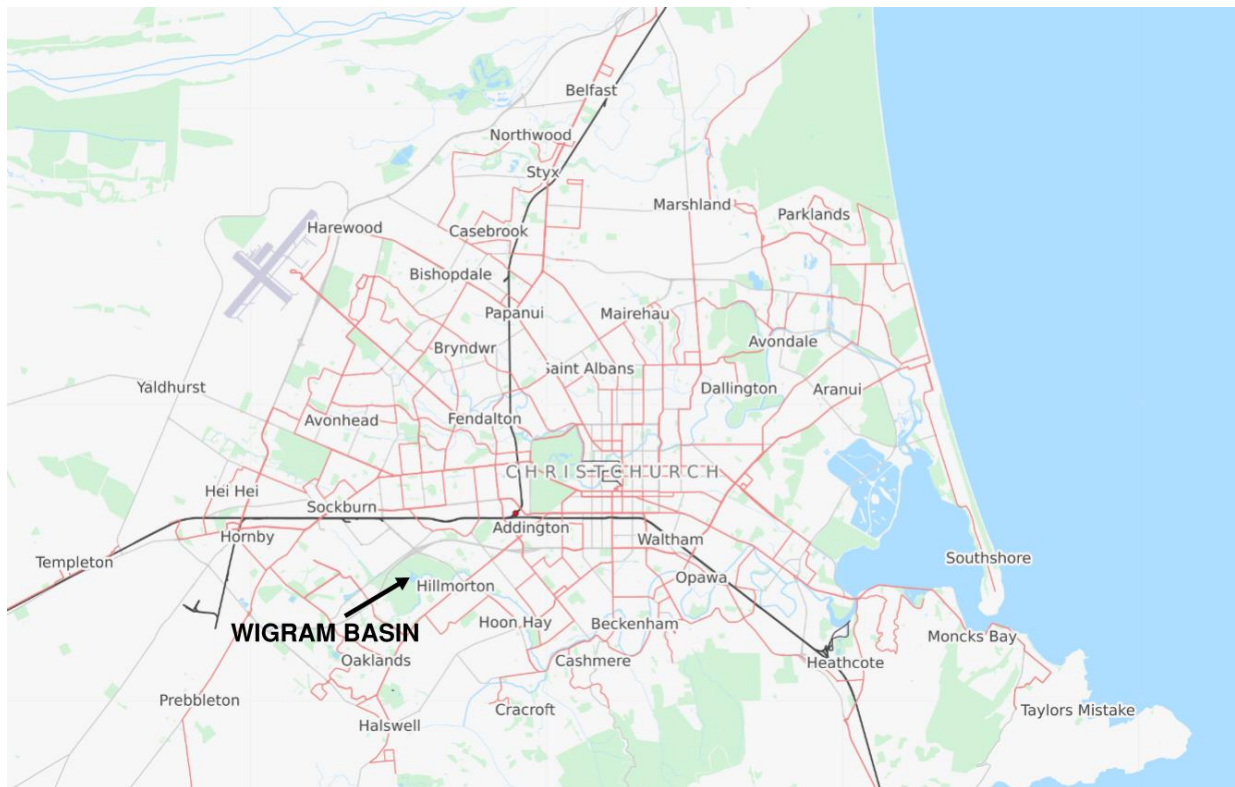 Belfast
Northwood
Styx
Marshland
Parklands
Harewood
Casebrook
Bishopdale
Papanui
Mairehau
Avondale
Bryndwr
Saint Albans
Yaldhurst
Dallington
Aranui
Avonhead
Fendalton
CHRISTCHURCH
Hei Hei
Sockburn
Hornby
Addington
Waltham
Templeton
Southshore
Opawa
Hillmorton
WIGRAM BASIN
Hoon Hay
Beckenham
Moncks Bay
Oaklands
Cashmere
Heathcote
Prebbleton
Cracroft
Taylors Mistake
Halswell